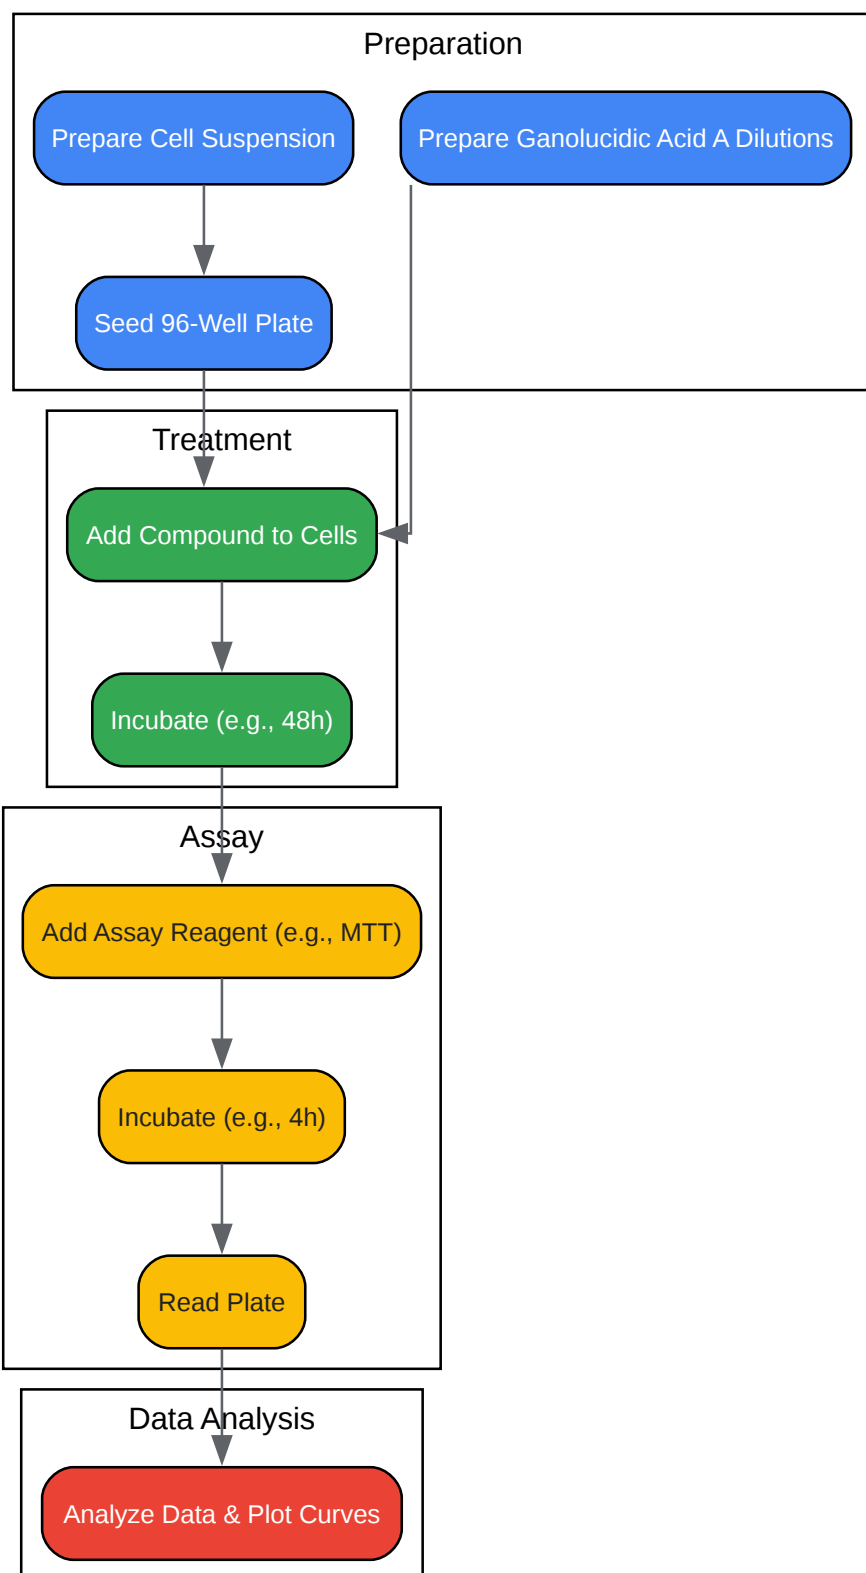 Preparation
Prepare Cell Suspension
Prepare Ganolucidic Acid A Dilutions
Seed 96-Well Plate
Treatment
Add Compound to Cells
Incubate (e.g., 48h)
Assay
Add Assay Reagent (e.g., MTT)
Incubate (e.g., 4h)
Read Plate
Data Analysis
Analyze Data & Plot Curves